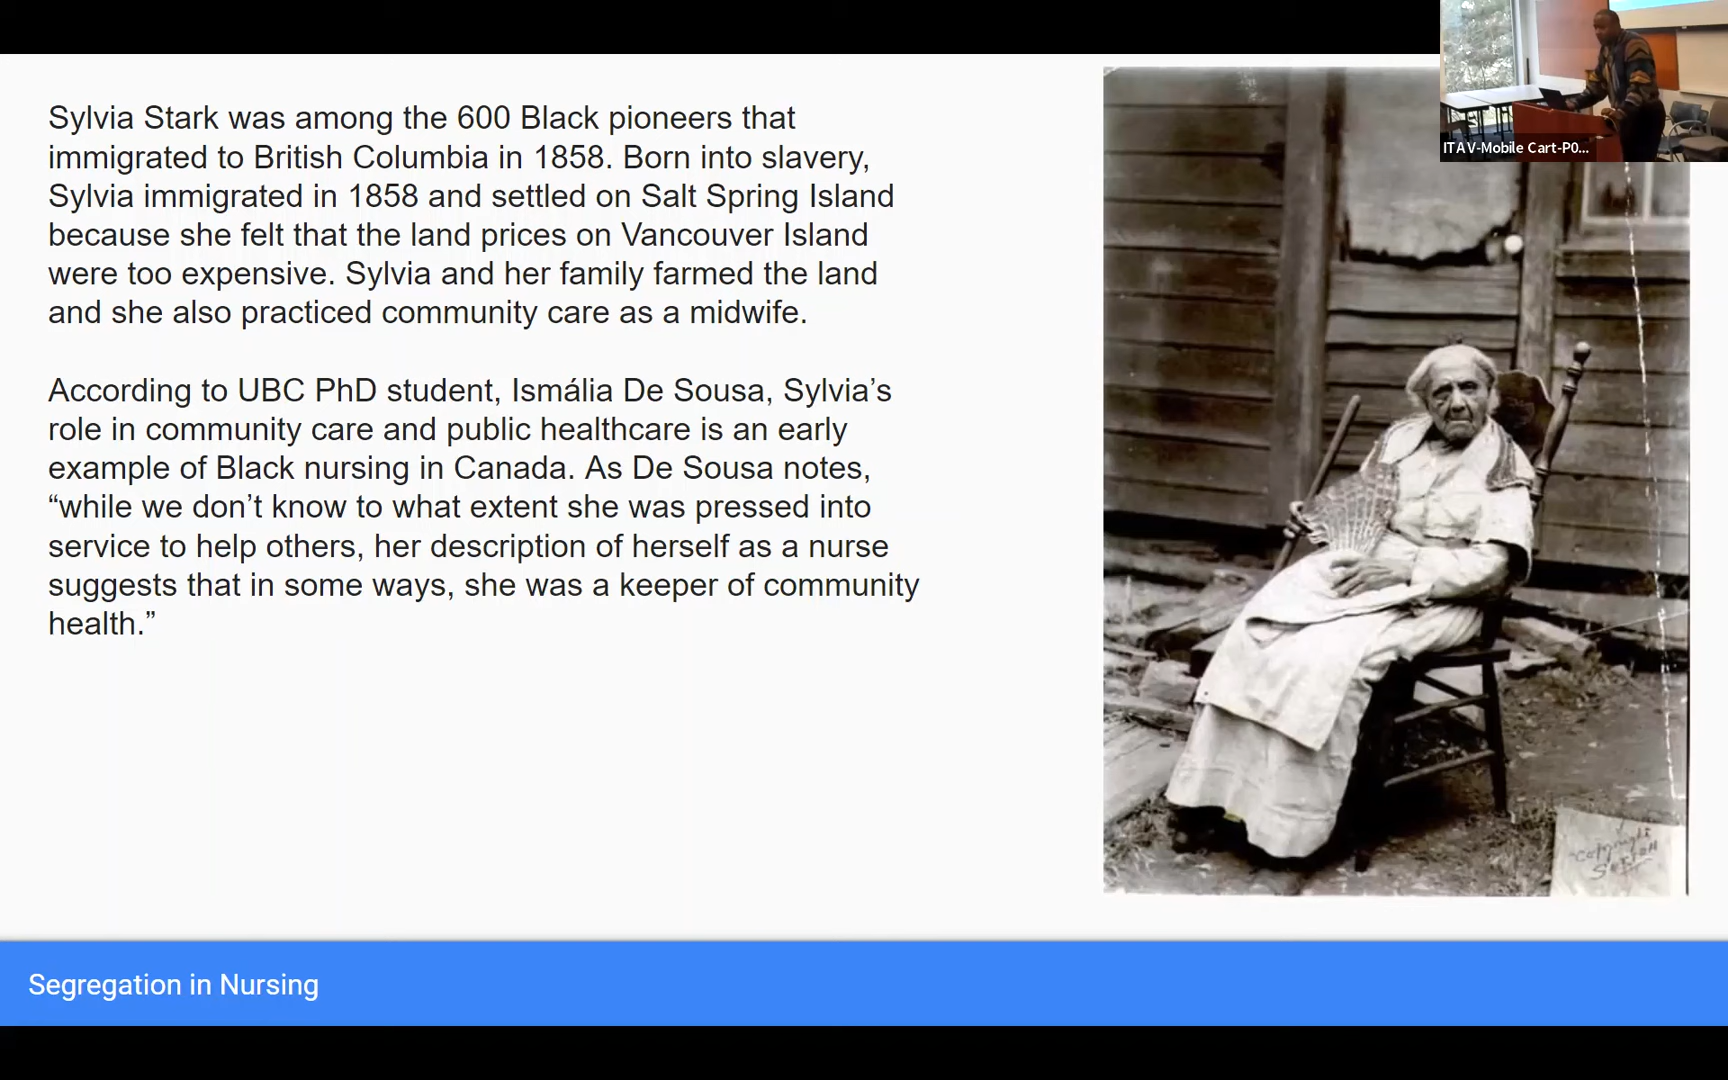 Sylvia Stark was among the 600 Black pioneers that
immigrated to British Columbia in 1858. Born into slavery,
Sylvia immigrated in 1858 and settled on Salt Spring Island
because she felt that the land prices on Vancouver Island
were too expensive. Sylvia and her family farmed the land
and she also practiced community care as a midwife.
According to UBC PhD student, Ismália De Sousa, Sylvia’s
role in community care and public healthcare is an early
example of Black nursing in Canada. As De Sousa notes,
“while we don’t know to what extent she was pressed into
service to help others, her description of herself as a nurse
suggests that in some ways, she was a keeper of community
health.”
ITAV-Mobile Cart-P0...
Segregation in Nursing